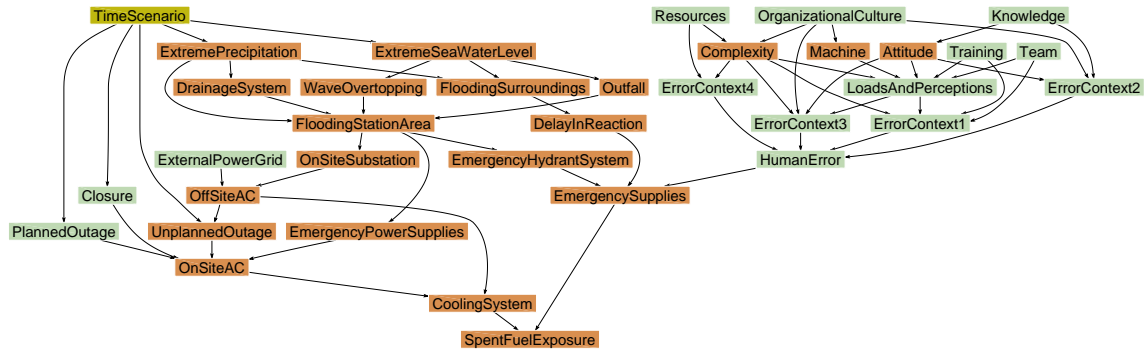 TimeScenario
Resources
OrganizationalCulture
Knowledge
ExtremePrecipitation
ExtremeSeaWaterLevel
Complexity
Machine
Attitude
Training
Team
DrainageSystem
WaveOvertopping
FloodingSurroundings
Outfall
ErrorContext4
LoadsAndPerceptions
ErrorContext2
FloodingStationArea
DelayInReaction
ErrorContext3
ErrorContext1
ExternalPowerGrid
OnSiteSubstation
EmergencyHydrantSystem
HumanError
Closure
OffSiteAC
EmergencySupplies
PlannedOutage
UnplannedOutage
EmergencyPowerSupplies
OnSiteAC
CoolingSystem
SpentFuelExposure